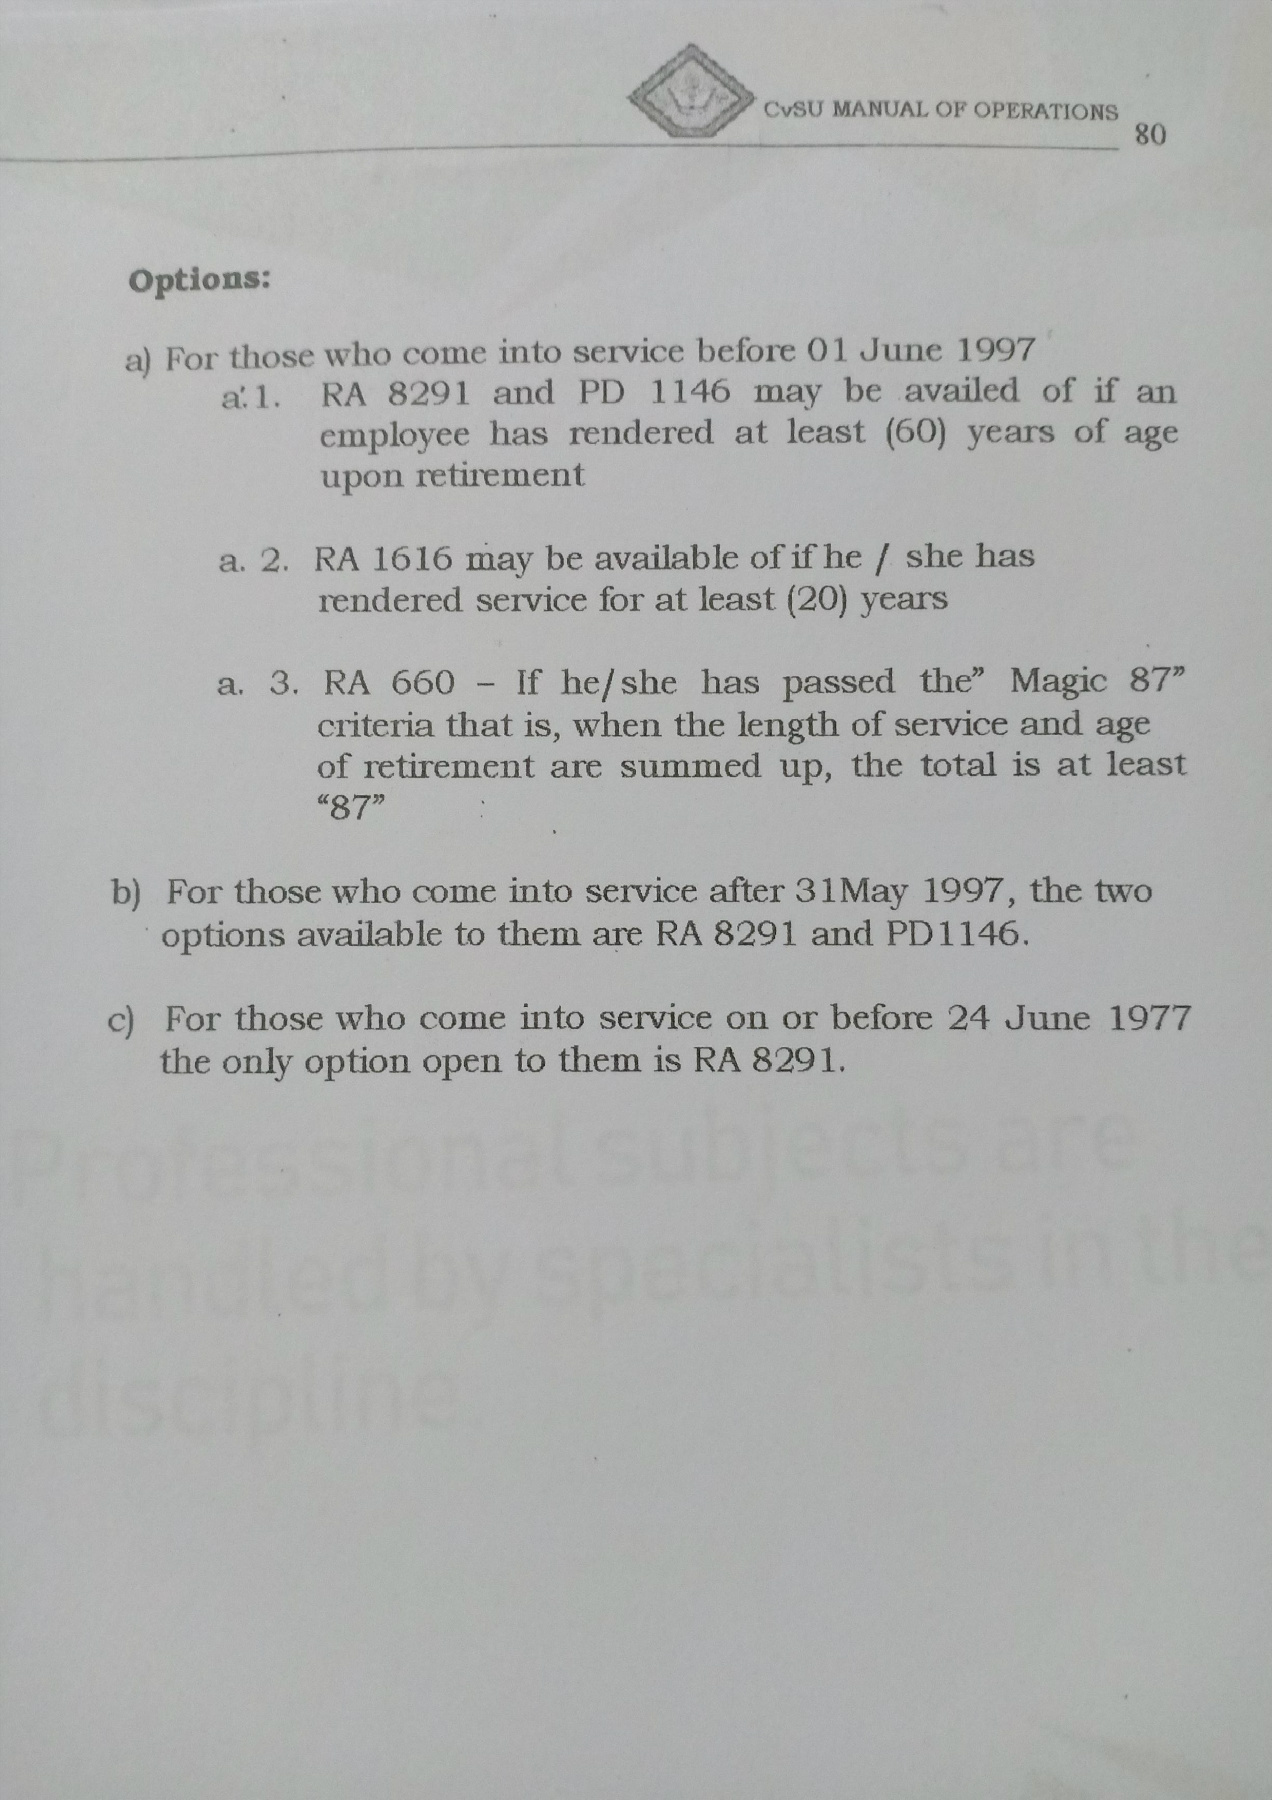 CvSU MANUAL OF OPERATIONS
80
Options:
a) For those who come into service before 01 June 1997
a. 1. RA 8291 and PD 1146 may be availed of if an
employee has rendered at least (60) years of age
upon retirement
a. 2. RA 1616 may be available of if he / she has
rendered service for at least (20) years
a. 3. RA 660 – If he/she has passed the” Magic 87”
criteria that is, when the length of service and age
of retirement are summed up, the total is at least
“87”
b) For those who come into service after 31May 1997, the two
options available to them are RA 8291 and PD1146.
c) For those who come into service on or before 24 June 1977
the only option open to them is RA 8291.
Professional subjects are
handled by specialists in the
discipline.